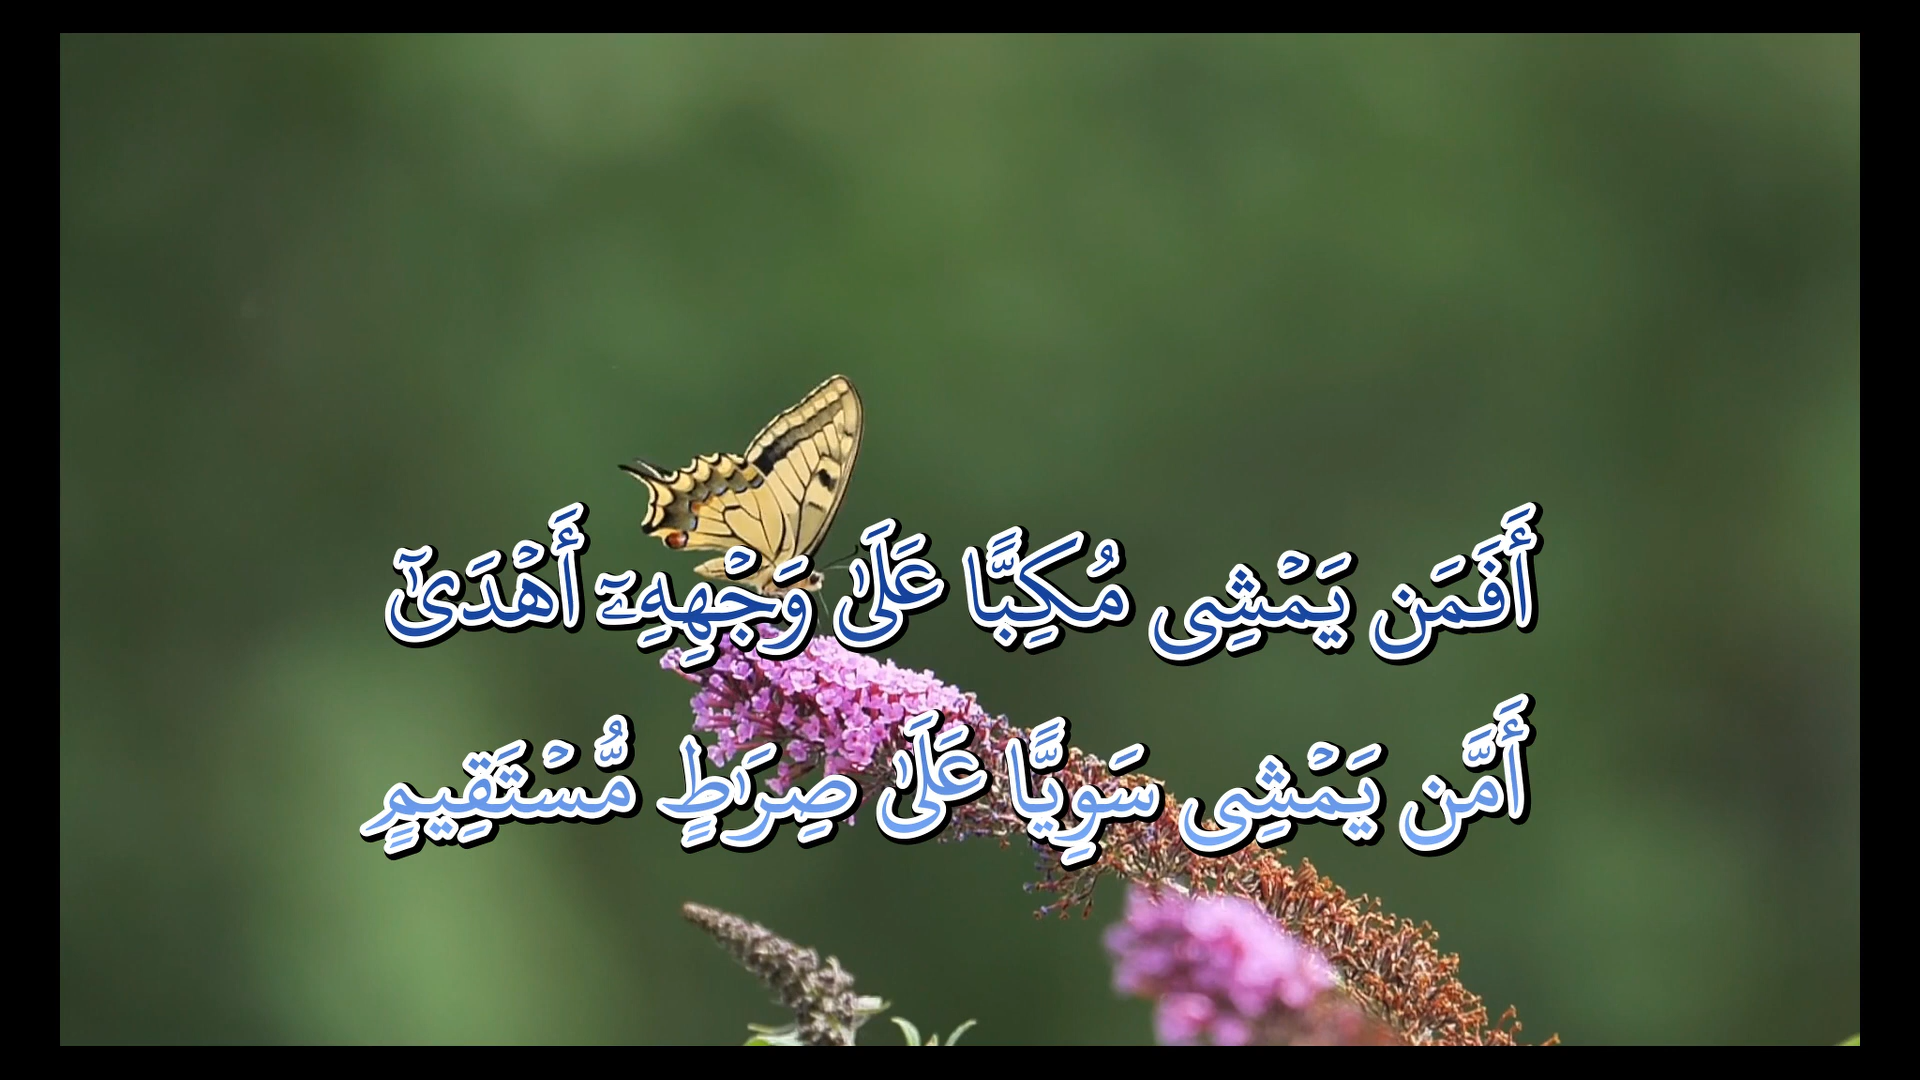 أَفَمَن يَمْشِى مُكِبًّا عَلَىٰ وَجْهِهِۦٓ أَهْدَىٰٓ
أَمَّن يَمْشِى سَوِيًّا عَلَىٰ صِرَٰطٍ مُّسْتَقِيمٍ